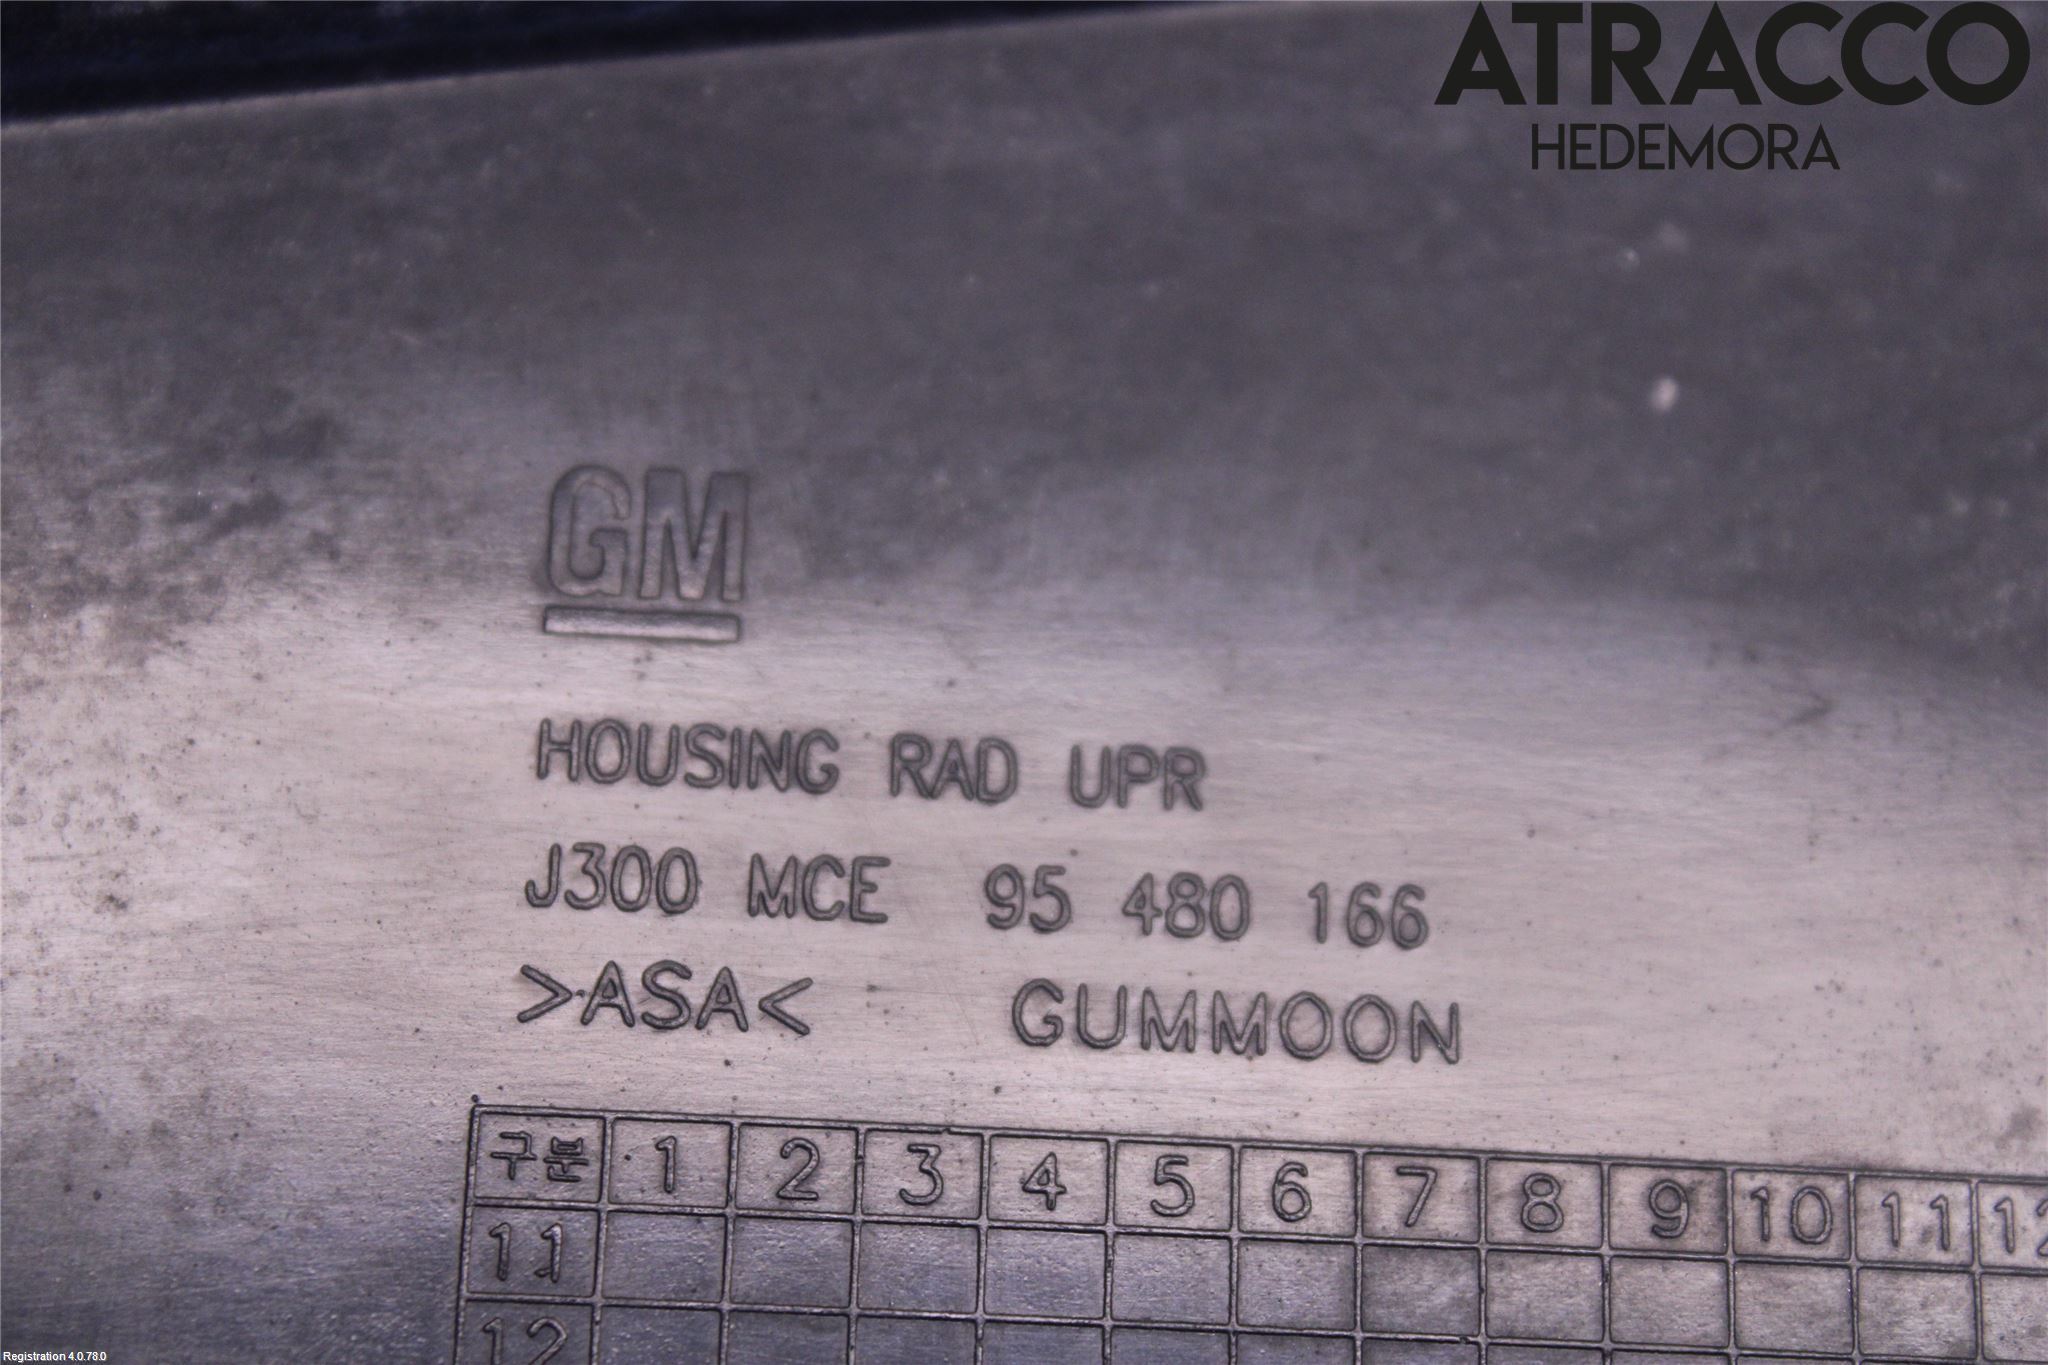 ATRACCO
HEDEMORA
GM
HOUSING RAD UPR
J300 MCE 95 480 166
>ASA< GUMMOON
구분 1 2 3 4 5 6 7 8 9 10 11 12
11
12
Registration 4.0.78.0